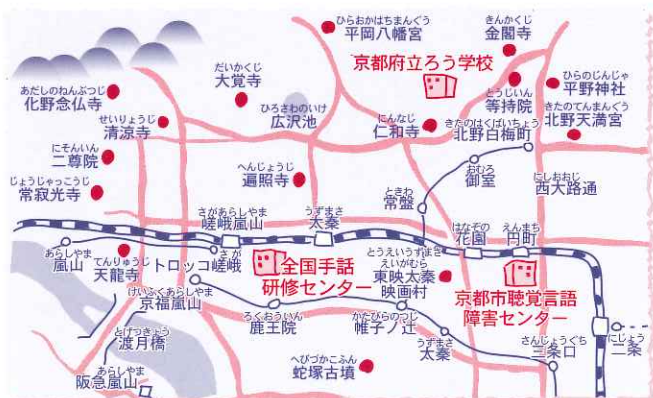 ひらおかはちまんぐう
平岡八幡宮
きんかくじ
金閣寺
京都府立ろう学校
だいかくじ
大覚寺
あだしのねんぶつじ
化野念仏寺
ひろさわのいけ
広沢池
せいりょうじ
清涼寺
にんなじ
仁和寺
とうじいん
等持院
ひらのじんじゃ
平野神社
きたのてんまんぐう
北野天満宮
きたのはくばいちょう
北野白梅町
にそんいん
二尊院
へんじょうじ
遍照寺
おむろ
御室
にしおおじ
西大路通
じょうじゃっこうじ
常寂光寺
ときわ
常盤
さがあらしやま
嵯峨嵐山
うずまさ
太秦
はなぞの
花園
えんまち
円町
あらしやま
嵐山
てんりゅうじ
天龍寺
さが
トロッコ嵯峨
全国手話
研修センター
とうえいうずまさ
えいがむら
東映太秦
映画村
京都市聴覚言語
障害センター
けいふくあらしやま
京福嵐山
ろくおういん
鹿王院
かたびらのつじ
帷子ノ辻
うずまさ
太秦
さんじょうぐち
三条口
にじょう
二条
とげつきょう
渡月橋
あらしやま
阪急嵐山
へびづかこふん
蛇塚古墳